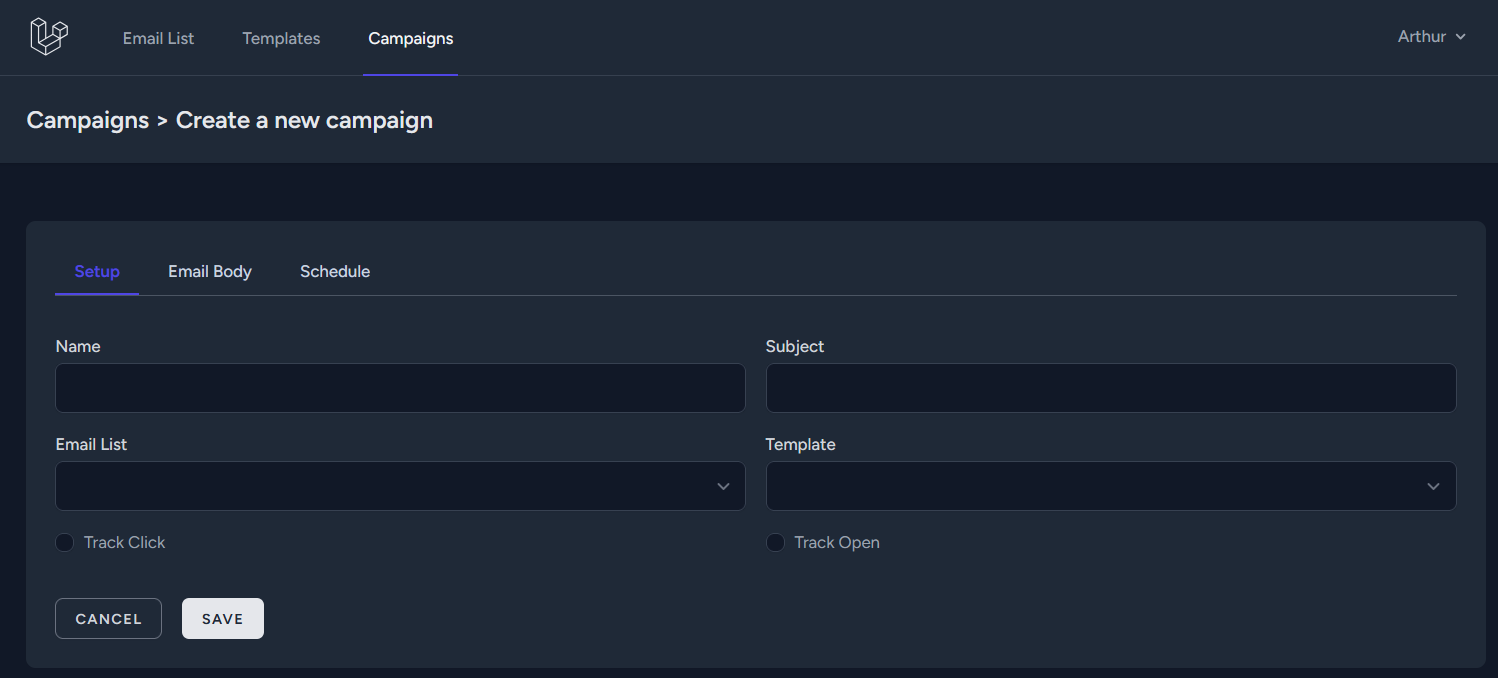 Email List Templates Campaigns Arthur
Campaigns > Create a new campaign
Setup Email Body Schedule
Name Subject
Email List Template
Track Click Track Open
CANCEL SAVE